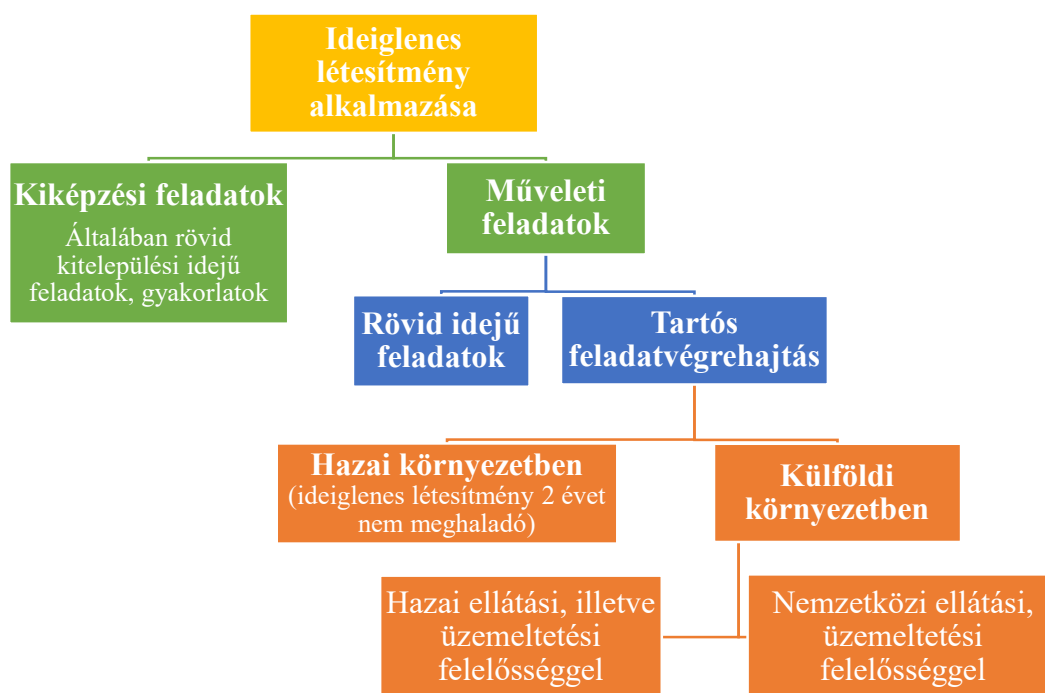 Ideiglenes
létesítmény
alkalmazása
Kiképzési feladatok
Általában rövid
kitelepülési idejű
feladatok, gyakorlatok
Műveleti
feladatok
Rövid idejű
feladatok
Tartós
feladatvégrehajtás
Hazai környezetben
(ideiglenes létesítmény 2 évet
nem meghaladó)
Külföldi
környezetben
Hazai ellátási, illetve
üzemeltetési
felelősséggel
Nemzetközi ellátási,
üzemeltetési
felelősséggel